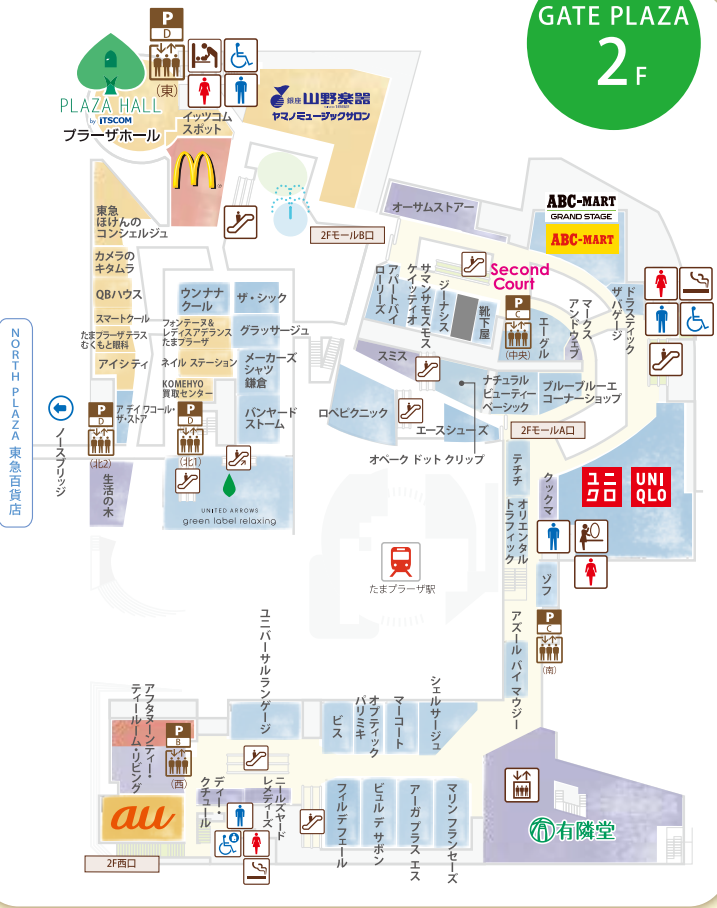 GATE PLAZA
2F
P
D
(東)
PLAZA HALL
by iTSCOM
プラーザホール
イッツコム
スポット
銀座 山野楽器
ヤマノミュージックサロン
M
東急
ほけんの
コンシェルジュ
カメラの
キタムラ
QBハウス
スマートクール
たまプラーザテラス
むくもと眼科
アイシティ
ウンナナ
クール
ザ・シック
フォンテーヌ&
レディスアデランス
たまプラーザ
グラッサージュ
ネイル ステーション
メーカーズ
シャツ
鎌倉
KOMEHYO
買取センター
バンヤード
ストーム
ア デイ ワコール・
ザ・ストア
P
D
(北2)
P
D
(北1)
NORTH PLAZA 東急百貨店
ノースブリッジ
生活の木
UNITED ARROWS
green label relaxing
2FモールB口
オーサムストアー
ABC-MART
GRAND STAGE
ABC-MART
Second
Court
アパートバイ
ローリーズ
サマンサモスモス
ケイッティオ
ジーナシス
靴下屋
P
C
(中央)
エーグル
マークス
アンドウェブ
ドラスティック
ザバゲージ
スミス
ロペピクニック
エースシューズ
オペーク ドット クリップ
ナチュラル
ビューティー
ベーシック
ブルーブルーエ
コーナーショップ
2FモールA口
テチチ
クックマ
オリエンタル
トラフィック
ユニクロ
UNIQLO
ゾフ
P
C
(南)
アズール バイ マウジー
たまプラーザ駅
ユニバーサルランゲージ
ビス
オプティック
パリミキ
マーコート
シェルサージュ
アフタヌーンティー・
ティールーム・リビング
P
B
(西)
au
ディー・
クチュール
ニールズヤード
レメディーズ
フィルデフェール
ビュル デ サボン
アーガ プラス エス
マリン フランセーズ
有隣堂
2F西口